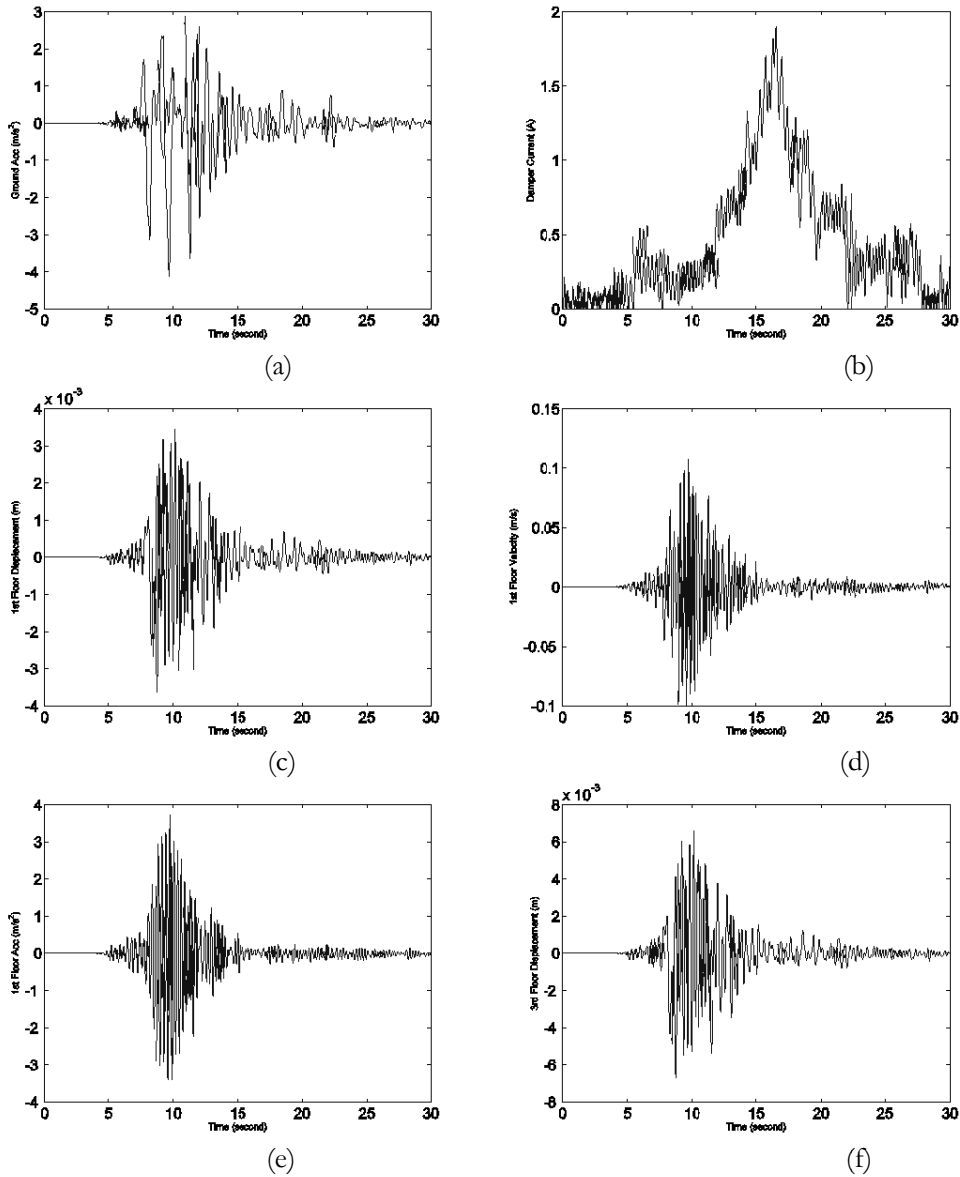 3
2
1
0
-1
-2
-3
-4
-5
Ground Acc (m/s²)
0 5 10 15 20 25 30
Time (second)
(a)
2
1.5
1
0.5
0
Damper Current (A)
0 5 10 15 20 25 30
Time (second)
(b)
x 10⁻³
4
3
2
1
0
-1
-2
-3
-4
1st Floor Displacement (m)
0 5 10 15 20 25 30
Time (second)
(c)
0.15
0.1
0.05
0
-0.05
-0.1
1st Floor Velocity (m/s)
0 5 10 15 20 25 30
Time (second)
(d)
4
3
2
1
0
-1
-2
-3
-4
1st Floor Acc (m/s²)
0 5 10 15 20 25 30
Time (second)
(e)
x 10⁻³
8
6
4
2
0
-2
-4
-6
-8
3rd Floor Displacement (m)
0 5 10 15 20 25 30
Time (second)
(f)